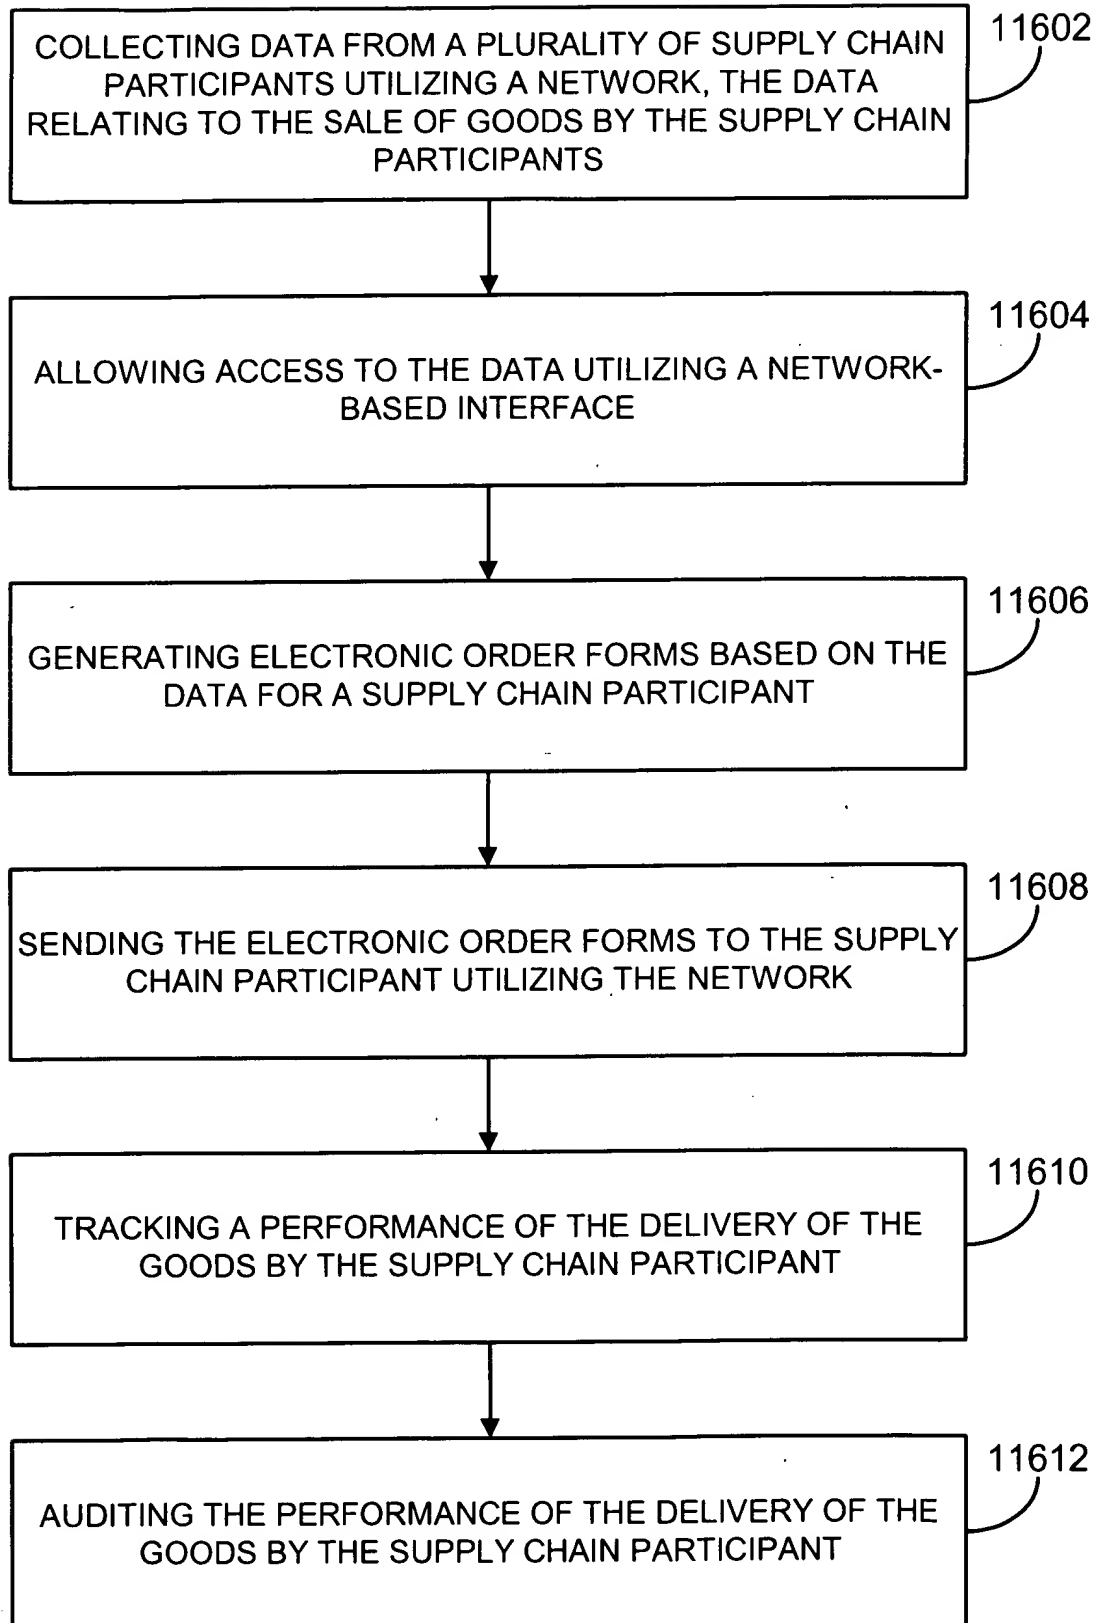 COLLECTING DATA FROM A PLURALITY OF SUPPLY CHAIN
PARTICIPANTS UTILIZING A NETWORK, THE DATA
RELATING TO THE SALE OF GOODS BY THE SUPPLY CHAIN
PARTICIPANTS
11602
ALLOWING ACCESS TO THE DATA UTILIZING A NETWORK-
BASED INTERFACE
11604
GENERATING ELECTRONIC ORDER FORMS BASED ON THE
DATA FOR A SUPPLY CHAIN PARTICIPANT
11606
SENDING THE ELECTRONIC ORDER FORMS TO THE SUPPLY
CHAIN PARTICIPANT UTILIZING THE NETWORK
11608
TRACKING A PERFORMANCE OF THE DELIVERY OF THE
GOODS BY THE SUPPLY CHAIN PARTICIPANT
11610
AUDITING THE PERFORMANCE OF THE DELIVERY OF THE
GOODS BY THE SUPPLY CHAIN PARTICIPANT
11612